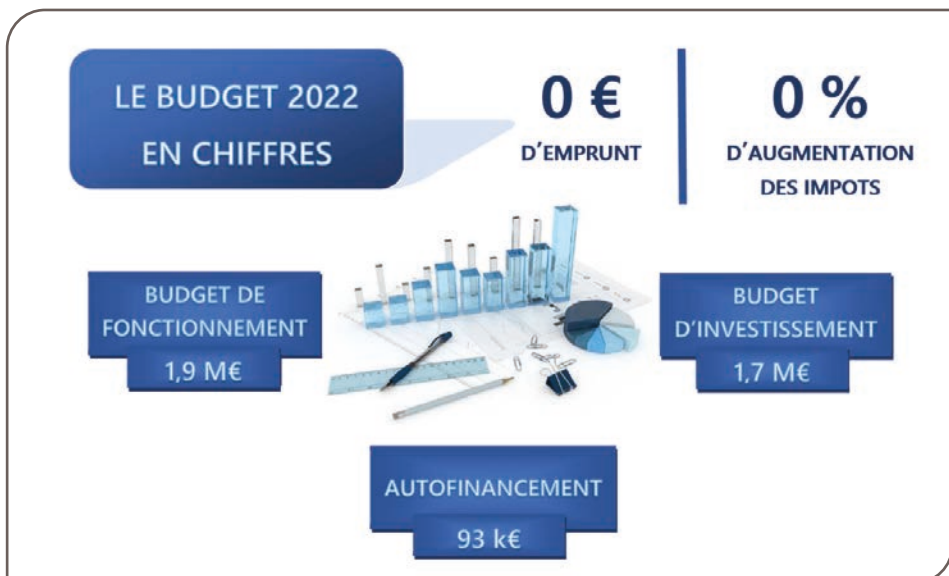 LE BUDGET 2022
EN CHIFFRES
0 €
D'EMPRUNT
0 %
D'AUGMENTATION
DES IMPOTS
BUDGET DE
FONCTIONNEMENT
1,9 M€
BUDGET
D'INVESTISSEMENT
1,7 M€
AUTOFINANCEMENT
93 k€